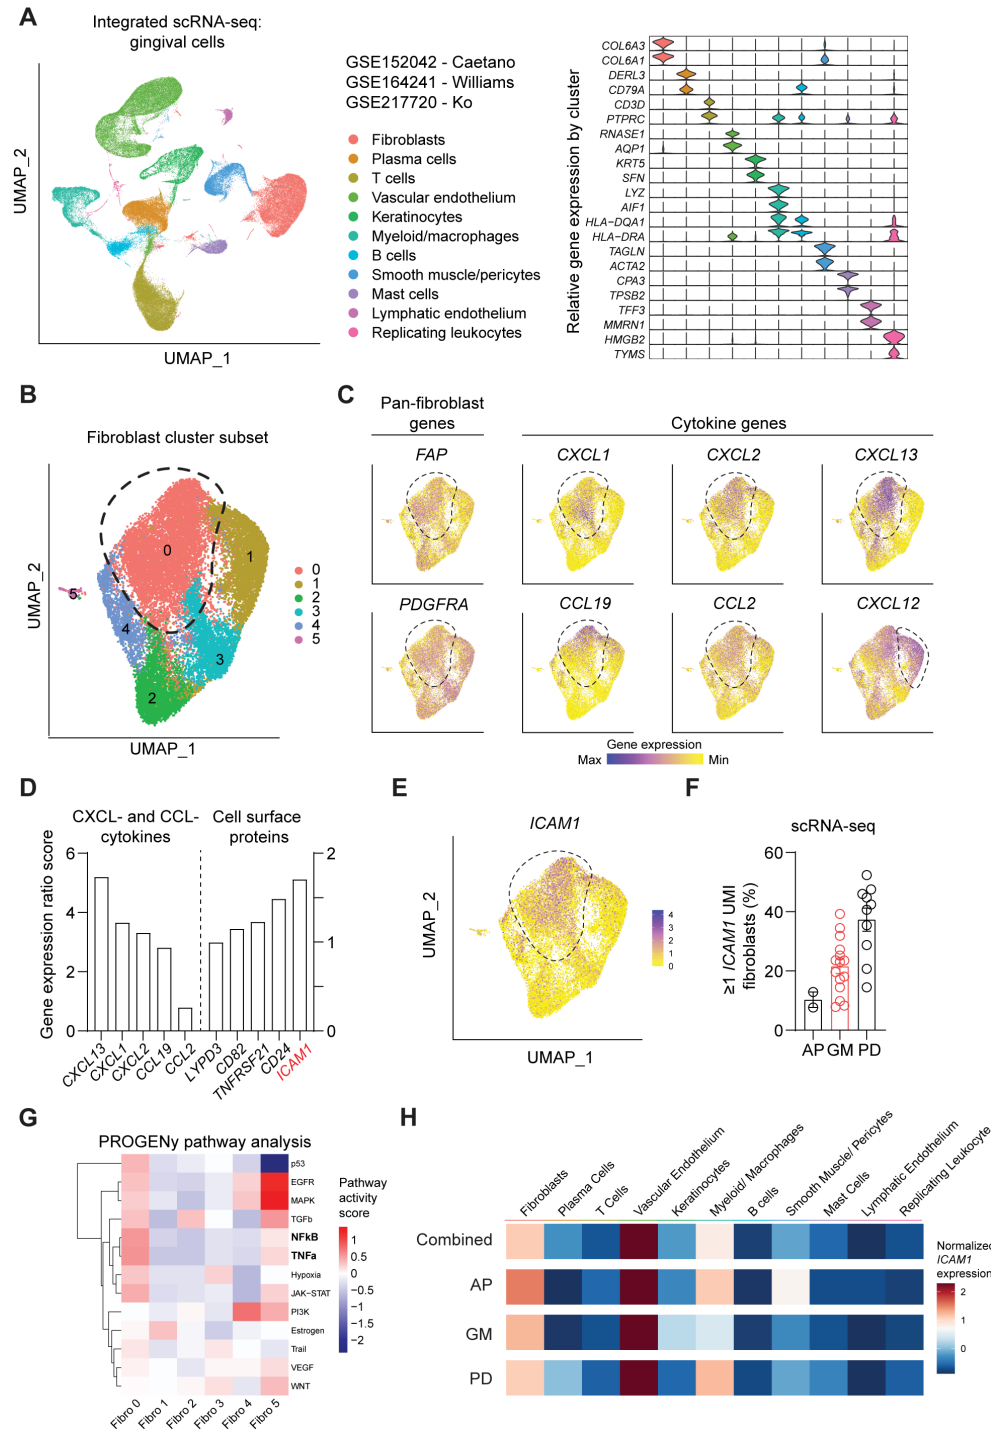 A
Integrated scRNA-seq:
gingival cells
UMAP_2
UMAP_1
GSE152042 - Caetano
GSE164241 - Williams
GSE217720 - Ko
Fibroblasts
Plasma cells
T cells
Vascular endothelium
Keratinocytes
Myeloid/macrophages
B cells
Smooth muscle/pericytes
Mast cells
Lymphatic endothelium
Replicating leukocytes
Relative gene expression by cluster
COL6A3
COL6A1
DERL3
CD79A
CD3D
PTPRC
RNASE1
AQP1
KRT5
SFN
LYZ
AIF1
HLA−DQA1
HLA−DRA
TAGLN
ACTA2
CPA3
TPSB2
TFF3
MMRN1
HMGB2
TYMS
B
Fibroblast cluster subset
UMAP_2
UMAP_1
0
1
2
3
4
5
0
1
2
3
4
5
C
Pan-fibroblast
genes
Cytokine genes
FAP
CXCL1
CXCL2
CXCL13
PDGFRA
CCL19
CCL2
CXCL12
Gene expression
Max
Min
D
CXCL- and CCL-
cytokines
Cell surface
proteins
Gene expression ratio score
6
4
2
0
2
1
0
CXCL13
CXCL1
CXCL2
CCL19
CCL2
LYPD3
CD82
TNFRSF21
CD24
ICAM1
E
ICAM1
UMAP_2
UMAP_1
4
3
2
1
0
F
scRNA-seq
≥1 ICAM1 UMI
fibroblasts (%)
60
40
20
0
AP GM PD
G
PROGENy pathway analysis
p53
EGFR
MAPK
TGFb
NFkB
TNFa
Hypoxia
JAK−STAT
PI3K
Estrogen
Trail
VEGF
WNT
Fibro 0
Fibro 1
Fibro 2
Fibro 3
Fibro 4
Fibro 5
Pathway
activity
score
1
0.5
0
−0.5
−1
−1.5
−2
H
Fibroblasts
Plasma Cells
T Cells
Vascular Endothelium
Keratinocytes
Myeloid/ Macrophages
B cells
Smooth Muscle/ Pericytes
Mast Cells
Lymphatic Endothelium
Replicating Leukocyte
Combined
AP
GM
PD
Normalized
ICAM1
expression
2
1
0